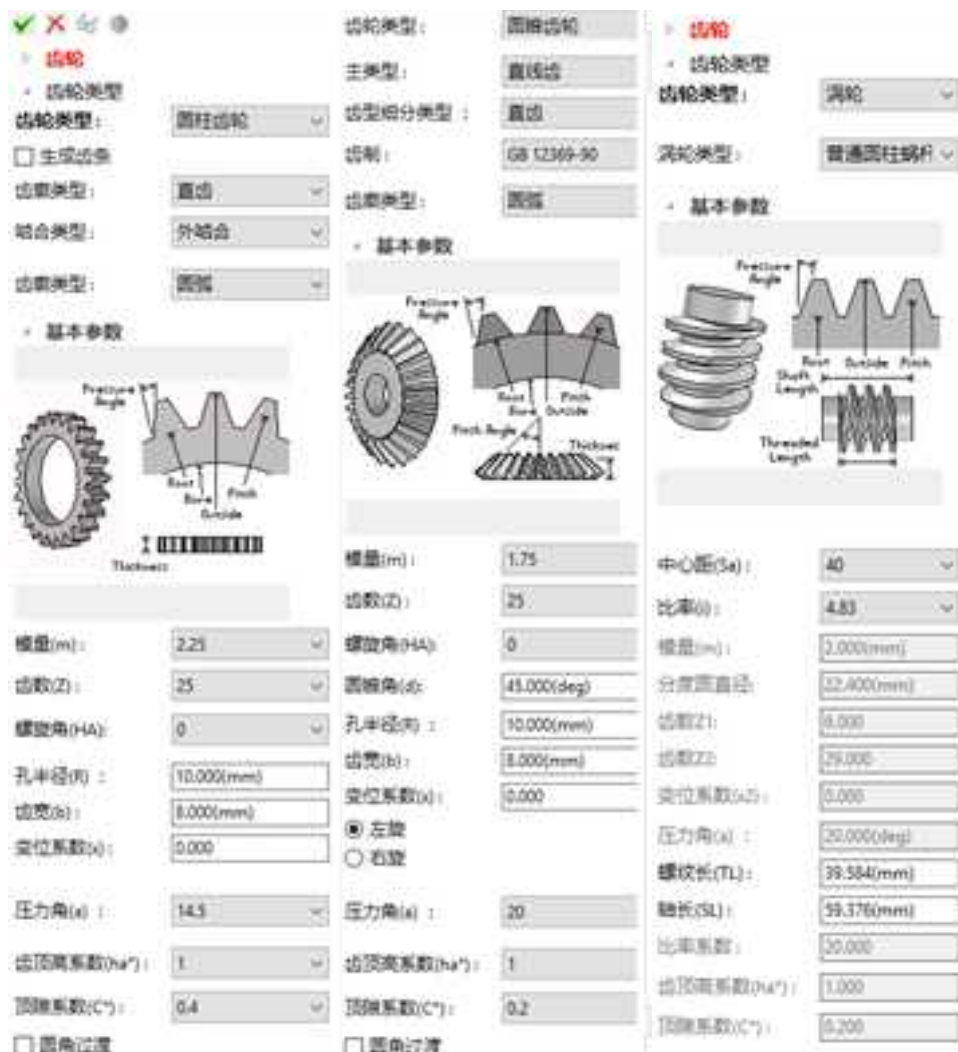 齿轮
齿轮类型
齿轮类型: 圆柱齿轮
生成齿条
齿廓类型: 直齿
啮合类型: 外啮合
齿廓类型: 圆弧
基本参数
Pressure
Angle
Root
Bore
Pinch
Outside
Thickness
模量(m): 2.25
齿数(Z): 25
螺旋角(HA): 0
孔半径(R) : 10.000(mm)
齿宽(b): 8.000(mm)
变位系数(x): 0.000
压力角(a) : 14.5
齿顶高系数(ha*): 1
顶隙系数(C*): 0.4
圆角过渡
齿轮类型: 圆锥齿轮
主类型: 直线齿
齿型细分类型 : 直齿
齿制: GB 12369-90
齿廓类型: 圆弧
基本参数
Pressure
Angle
Root
Pinch
Bore
Outside
Pinch Angle
Thicknes
模量(m): 1.75
齿数(Z): 25
螺旋角(HA): 0
圆锥角(d): 45.000(deg)
孔半径(R) : 10.000(mm)
齿宽(b): 8.000(mm)
变位系数(x): 0.000
左旋
右旋
压力角(a) : 20
齿顶高系数(ha*): 1
顶隙系数(C*): 0.2
圆角过渡
齿轮
齿轮类型
齿轮类型: 涡轮
涡轮类型: 普通圆柱蜗杆
基本参数
Pressure
Angle
Root
Outside
Pinch
Shaft
Length
Threaded
Length
中心距(Sa): 40
比率(i): 4.83
模量(m): 2.000(mm)
分度圆直径: 22.400(mm)
齿数Z1: 6.000
齿数Z2: 29.000
变位系数(x2): 0.000
压力角(a) : 20.000(deg)
螺纹长(TL): 39.584(mm)
轴长(SL): 59.376(mm)
比率系数: 20.000
齿顶高系数(ha*): 1.000
顶隙系数(C*): 0.200